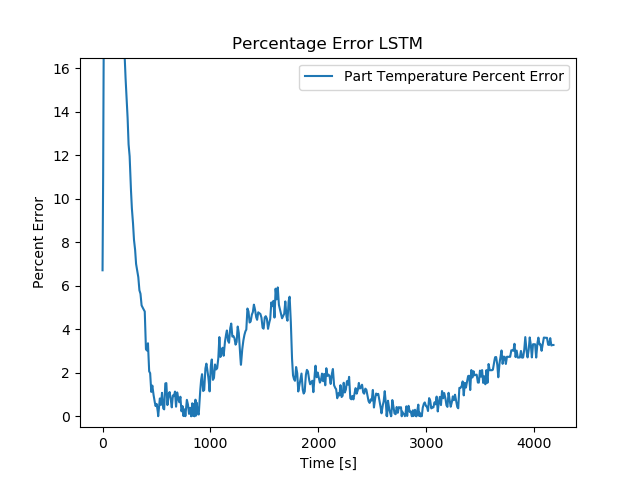 Percentage Error LSTM
Part Temperature Percent Error
Percent Error
16
14
12
10
8
6
4
2
0
0 1000 2000 3000 4000
Time [s]